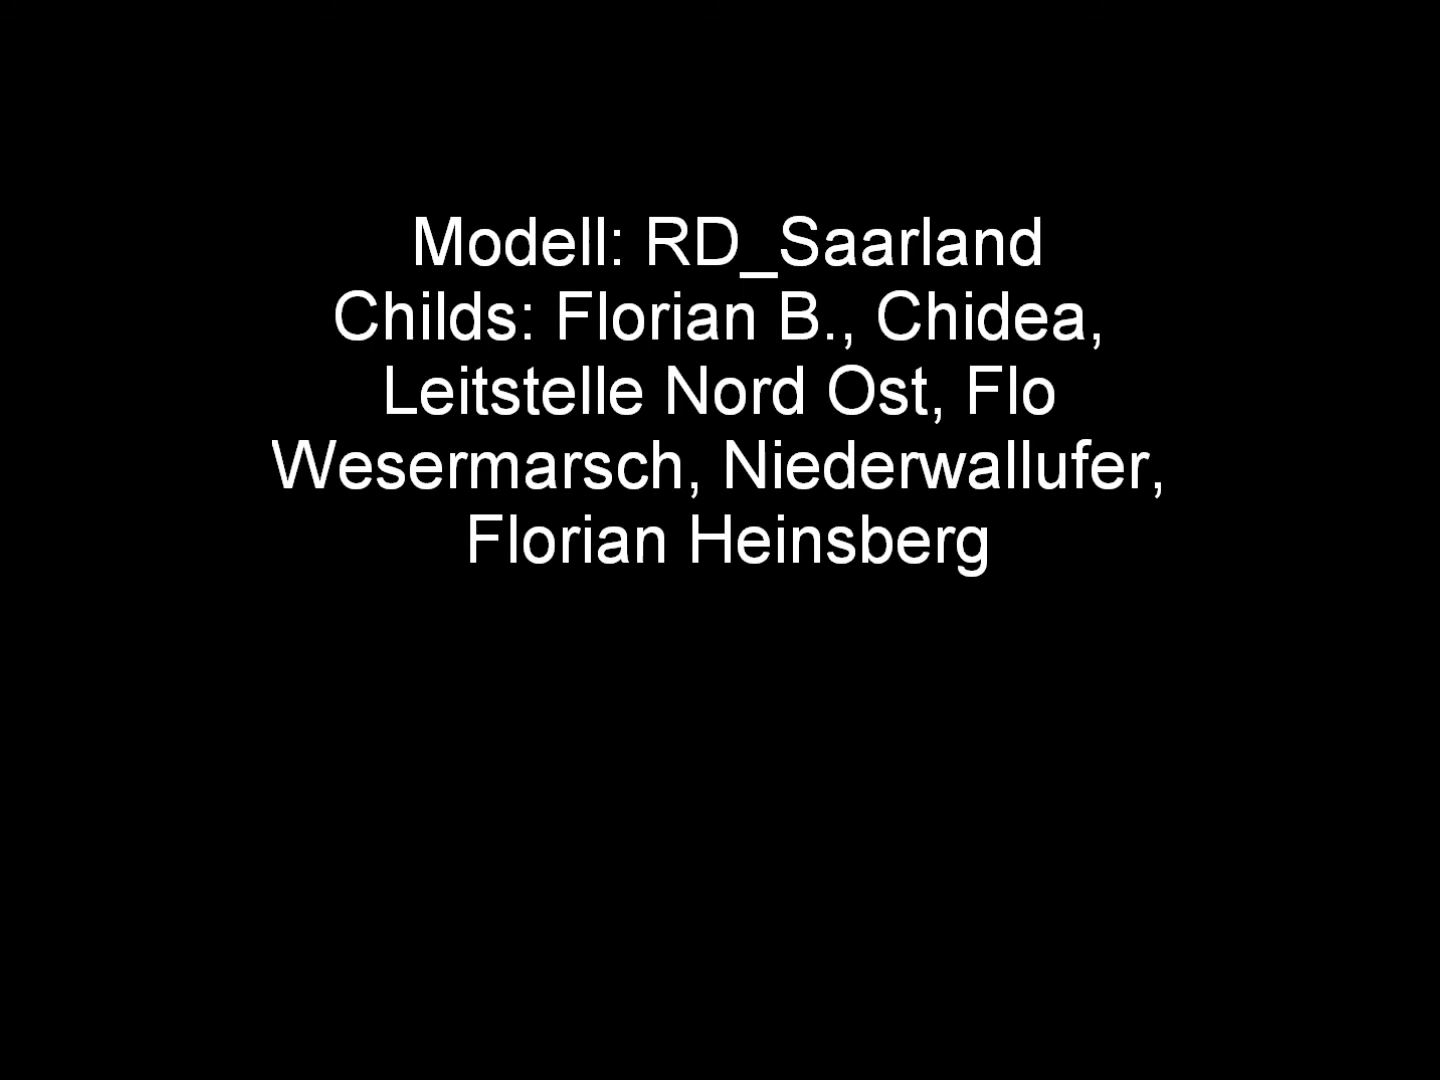 Modell: RD_Saarland
Childs: Florian B., Chidea,
Leitstelle Nord Ost, Flo
Wesermarsch, Niederwallufer,
Florian Heinsberg